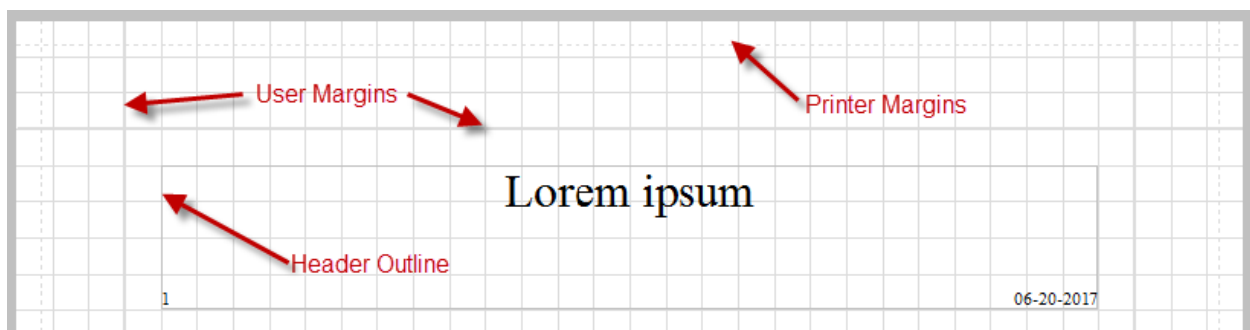 User Margins
Printer Margins
Lorem ipsum
Header Outline
1 06-20-2017